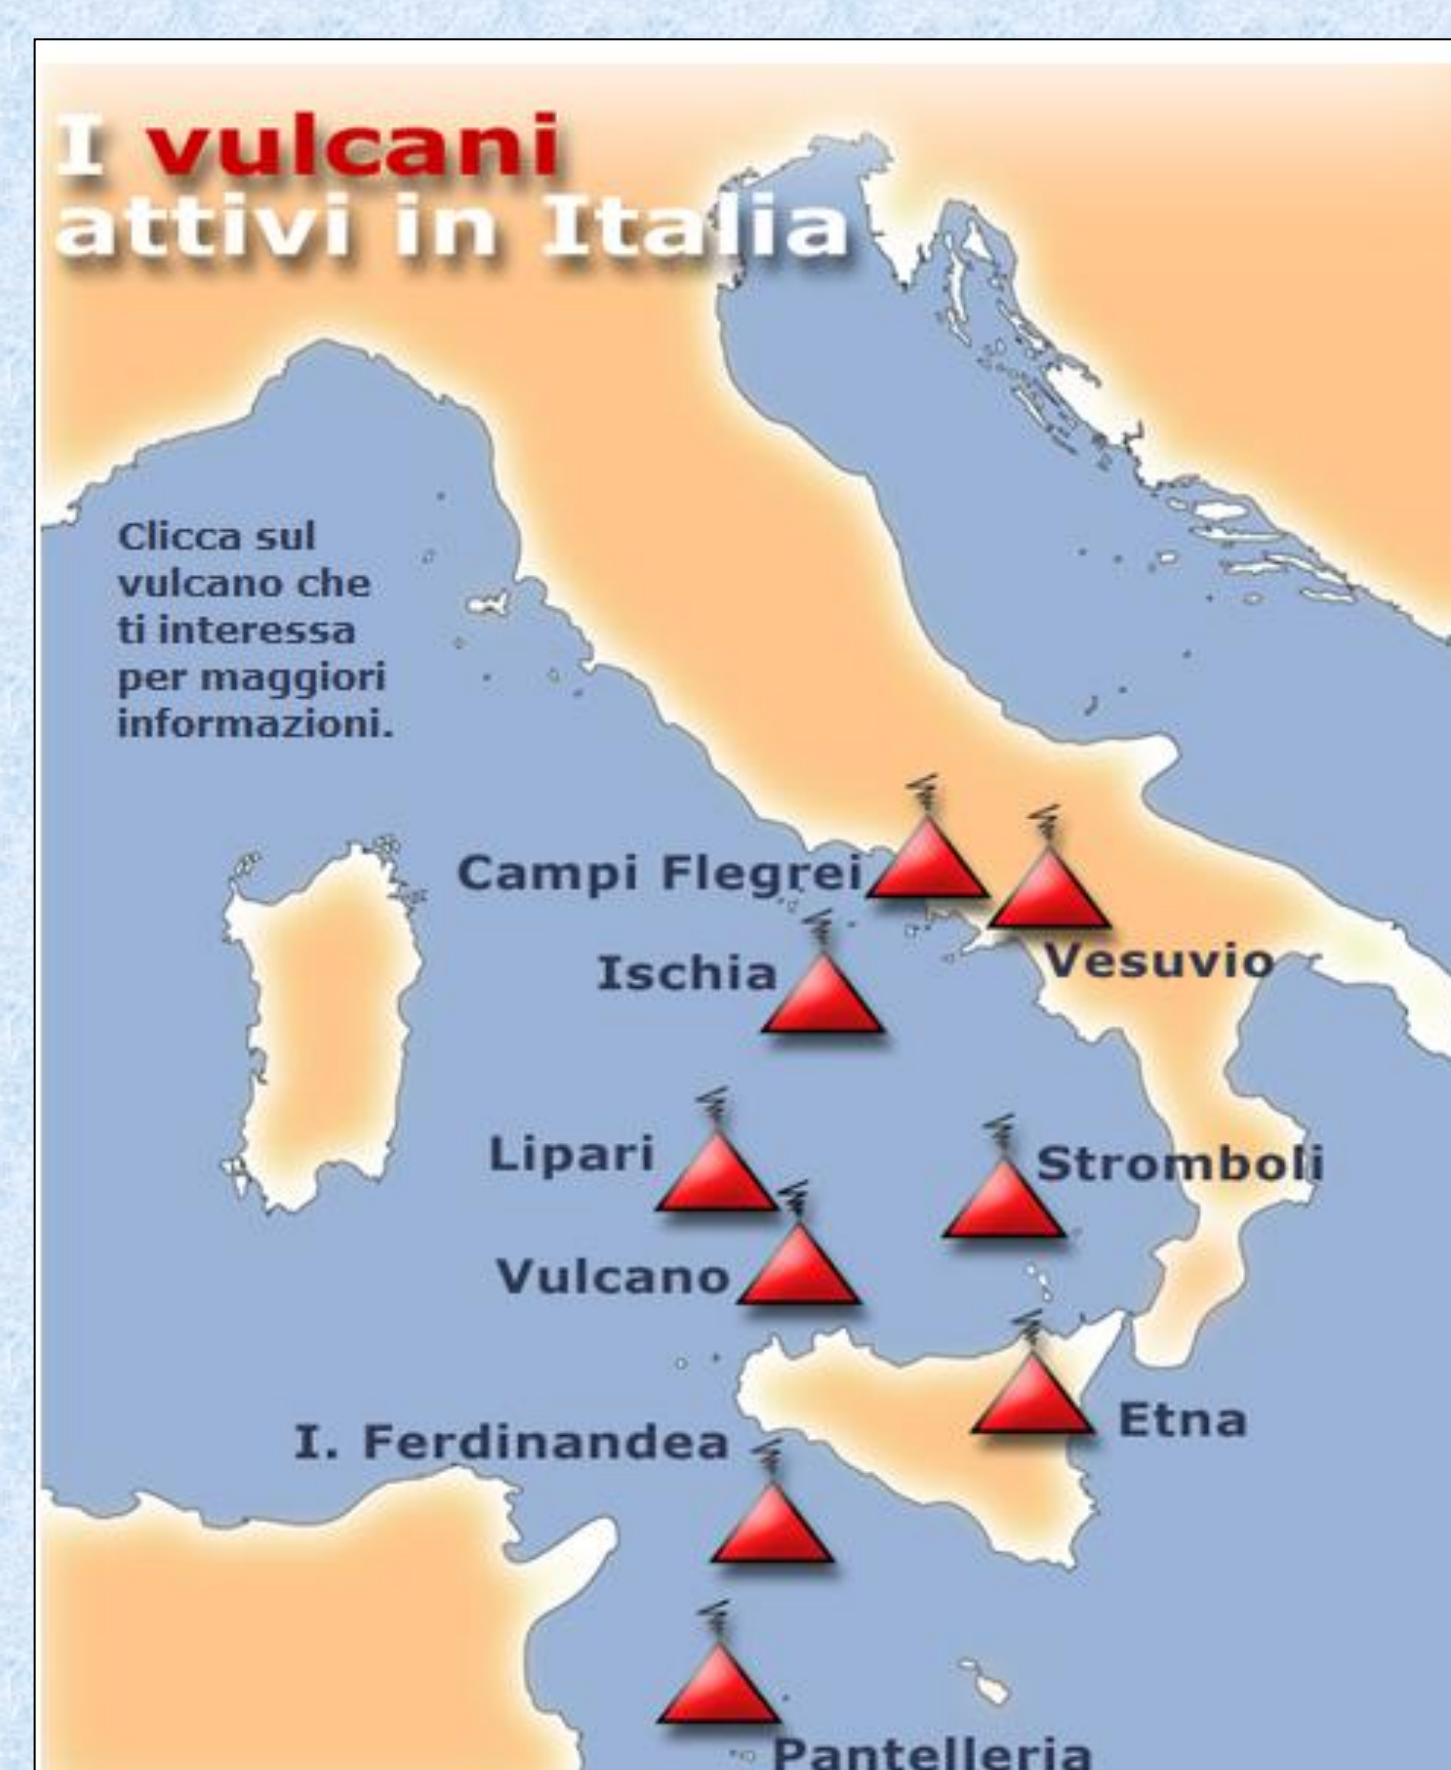 I vulcani
attivi in Italia
Clicca sul
vulcano che
ti interessa
per maggiori
informazioni.
Campi Flegrei
Vesuvio
Ischia
Lipari
Stromboli
Vulcano
Etna
I. Ferdinandea
Pantelleria